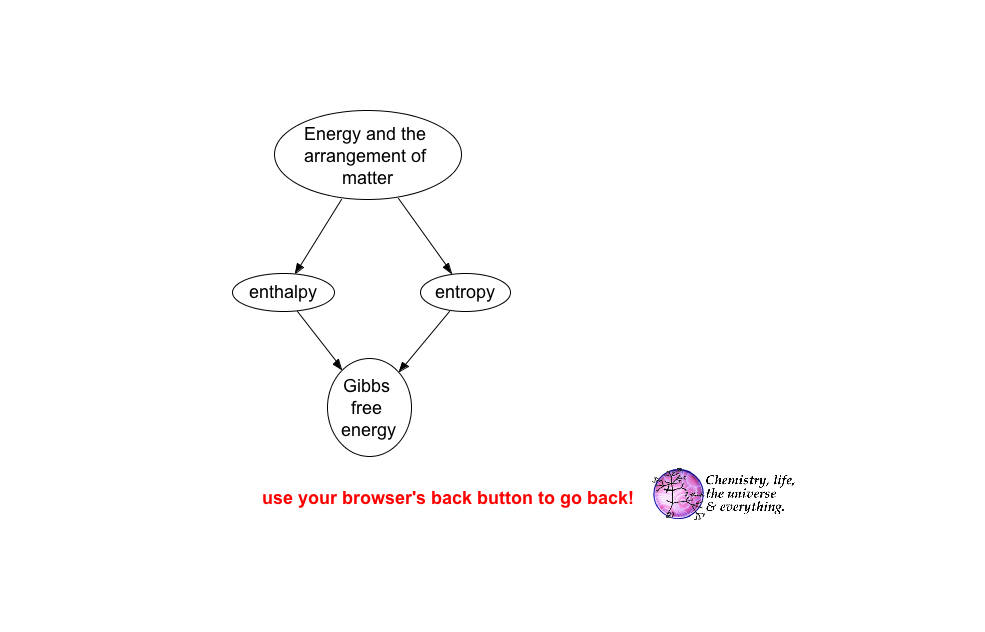 Energy and the
arrangement of
matter
enthalpy
entropy
Gibbs
free
energy
use your browser's back button to go back!
Chemistry, life,
the universe
& everything.